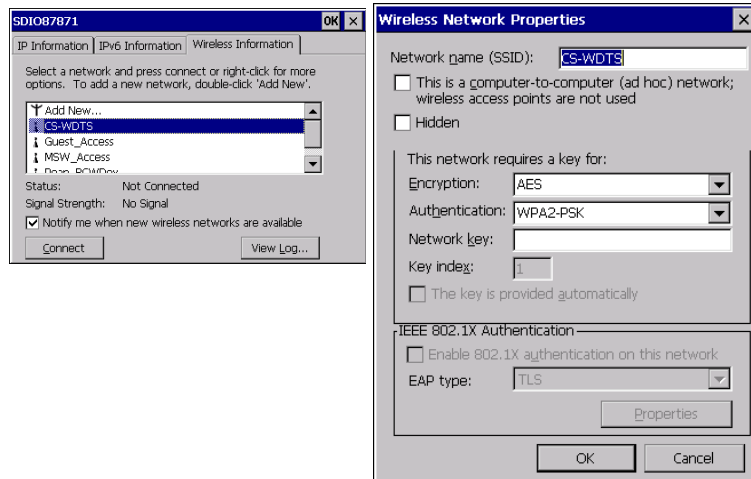 SDIO87871 OK
IP Information IPv6 Information Wireless Information
Select a network and press connect or right-click for more
options. To add a new network, double-click 'Add New'.
Add New...
CS-WDTS
Guest_Access
MSW_Access
Status: Not Connected
Signal Strength: No Signal
Notify me when new wireless networks are available
Connect View Log...
Wireless Network Properties
Network name (SSID): CS-WDTS
This is a computer-to-computer (ad hoc) network;
wireless access points are not used
Hidden
This network requires a key for:
Encryption: AES
Authentication: WPA2-PSK
Network key:
Key index: 1
The key is provided automatically
IEEE 802.1X Authentication
Enable 802.1X authentication on this network
EAP type: TLS
Properties
OK Cancel